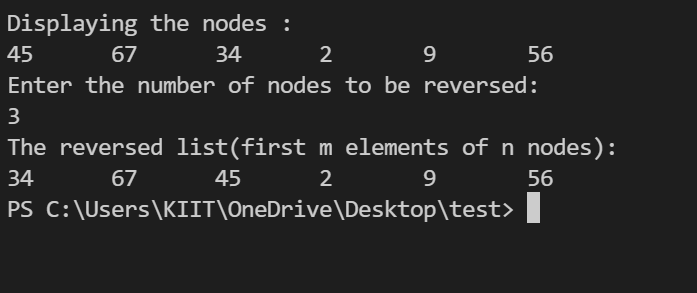 Displaying the nodes :
45 67 34 2 9 56
Enter the number of nodes to be reversed:
3
The reversed list(first m elements of n nodes):
34 67 45 2 9 56
PS C:\Users\KIIT\OneDrive\Desktop\test>